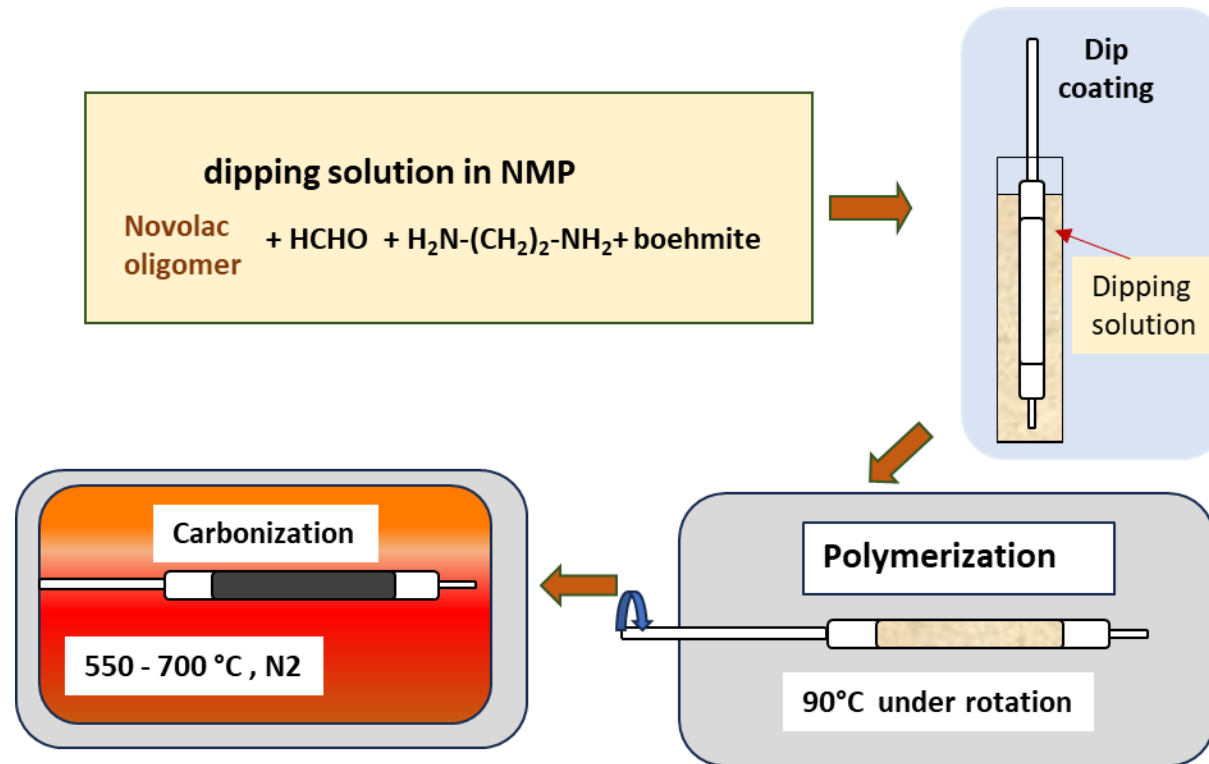 dipping solution in NMP
Novolac
oligomer
+ HCHO + H₂N-(CH₂)₂-NH₂+ boehmite
Dip
coating
Dipping
solution
Carbonization
550 - 700 °C , N2
Polymerization
90°C under rotation